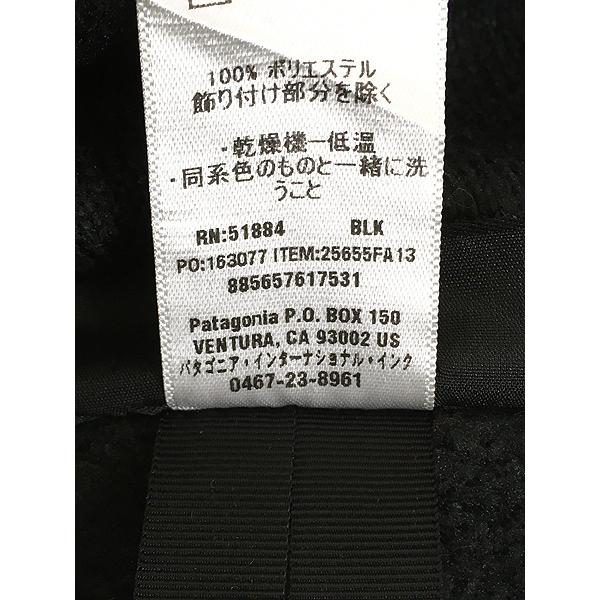 100% ポリエステル
飾り付け部分を除く
・乾燥機一低温
・同系色のものと一緒に洗
うこと
RN:51884 BLK
PO:163077 ITEM:25655FA13
885657617531
Patagonia P.O. BOX 150
VENTURA, CA 93002 US
パタゴニア・インターナショナル・インク
0467-23-8961